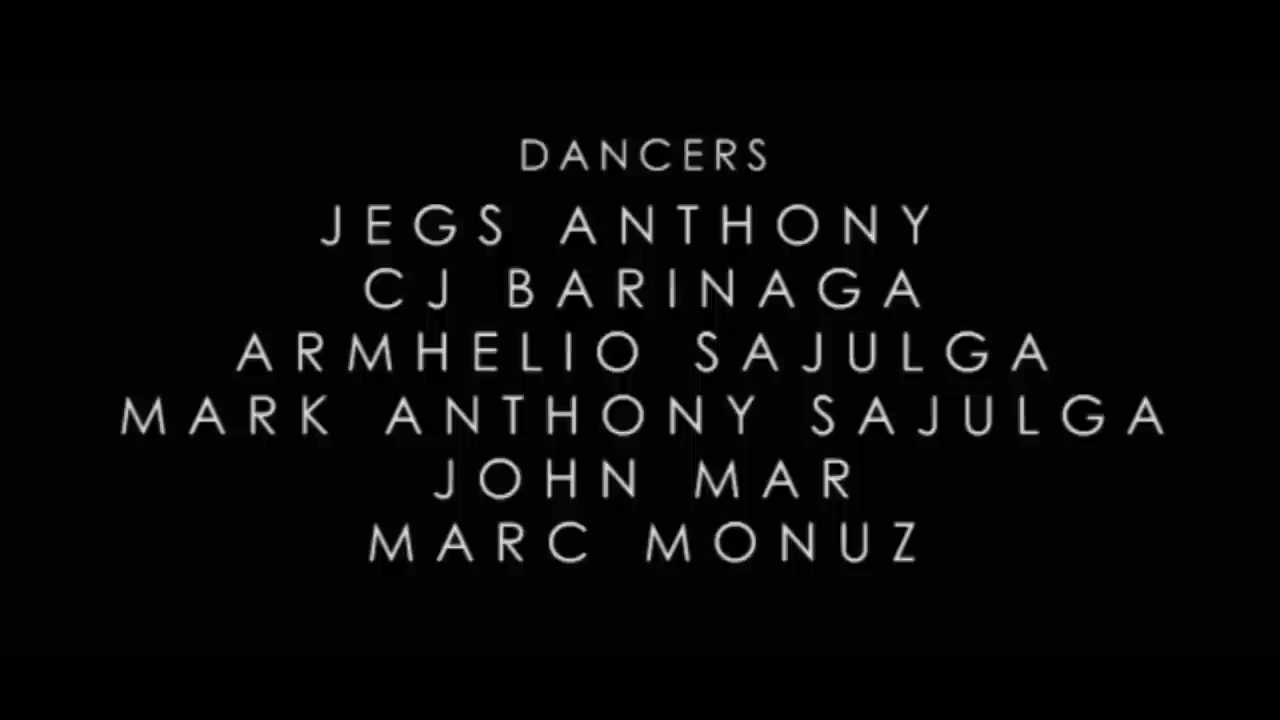 DANCERS
JEGS ANTHONY
CJ BARINAGA
ARMHELIO SAJULGA
MARK ANTHONY SAJULGA
JOHN MAR
MARC MONUZ